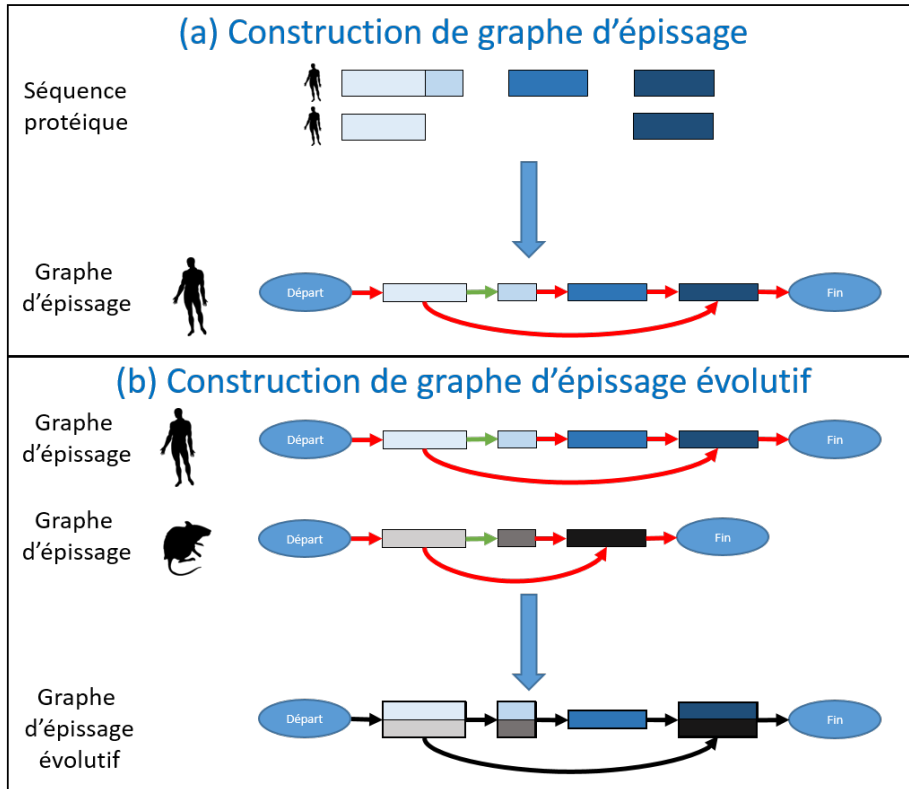 (a) Construction de graphe d'épissage
Séquence
protéique
Graphe
d'épissage
Départ
Fin
(b) Construction de graphe d'épissage évolutif
Graphe
d'épissage
Départ
Fin
Graphe
d'épissage
Départ
Fin
Graphe
d'épissage
évolutif
Départ
Fin